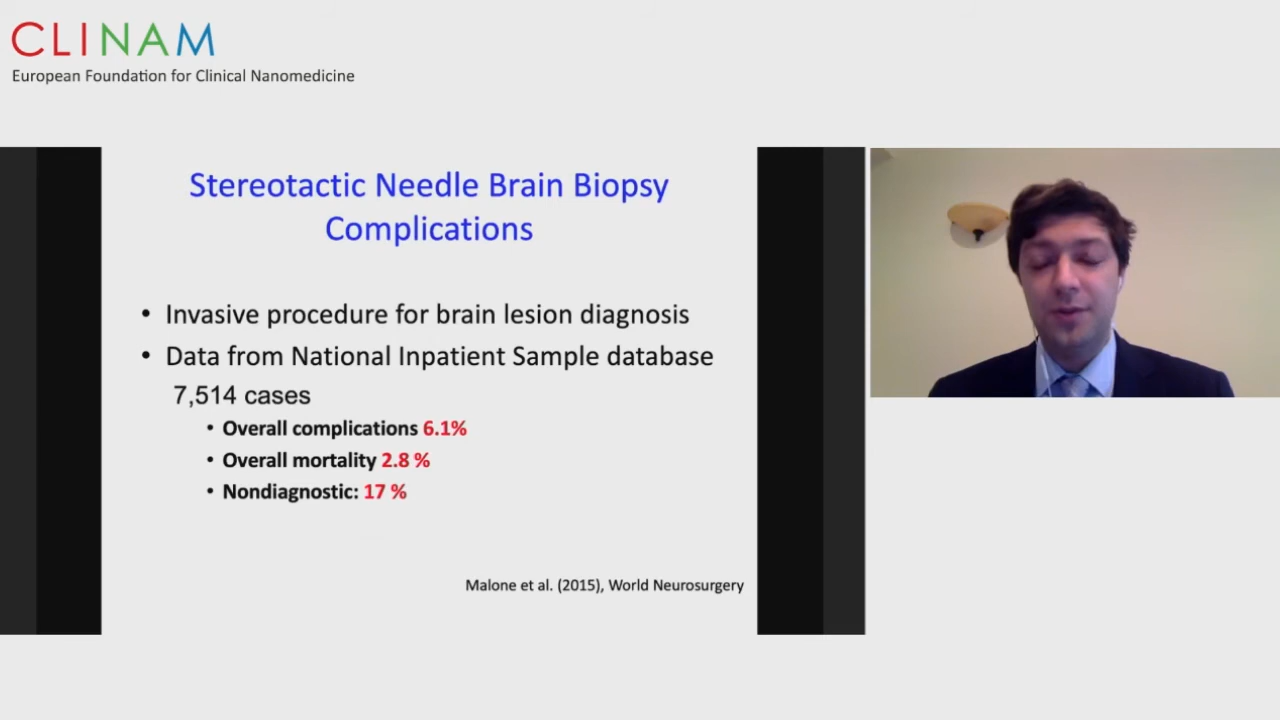 CLINAM
European Foundation for Clinical Nanomedicine
Stereotactic Needle Brain Biopsy
Complications
• Invasive procedure for brain lesion diagnosis
• Data from National Inpatient Sample database
7,514 cases
• Overall complications 6.1%
• Overall mortality 2.8 %
• Nondiagnostic: 17 %
Malone et al. (2015), World Neurosurgery